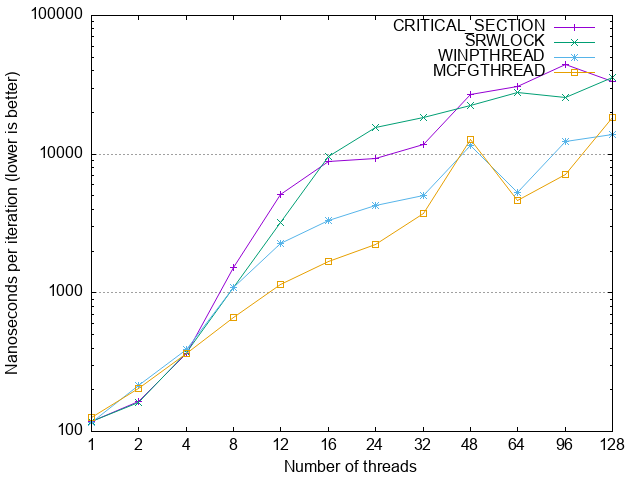 100000
10000
1000
100
Nanoseconds per iteration (lower is better)
CRITICAL_SECTION
SRWLOCK
WINPTHREAD
MCFGTHREAD
1 2 4 8 12 16 24 32 48 64 96 128
Number of threads